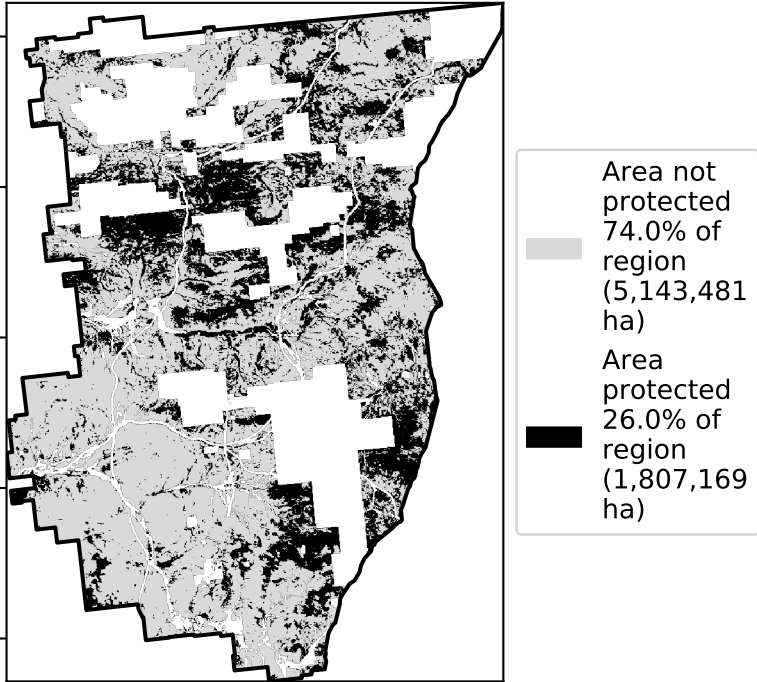 Area not
protected
74.0% of
region
(5,143,481
ha)
Area
protected
26.0% of
region
(1,807,169
ha)